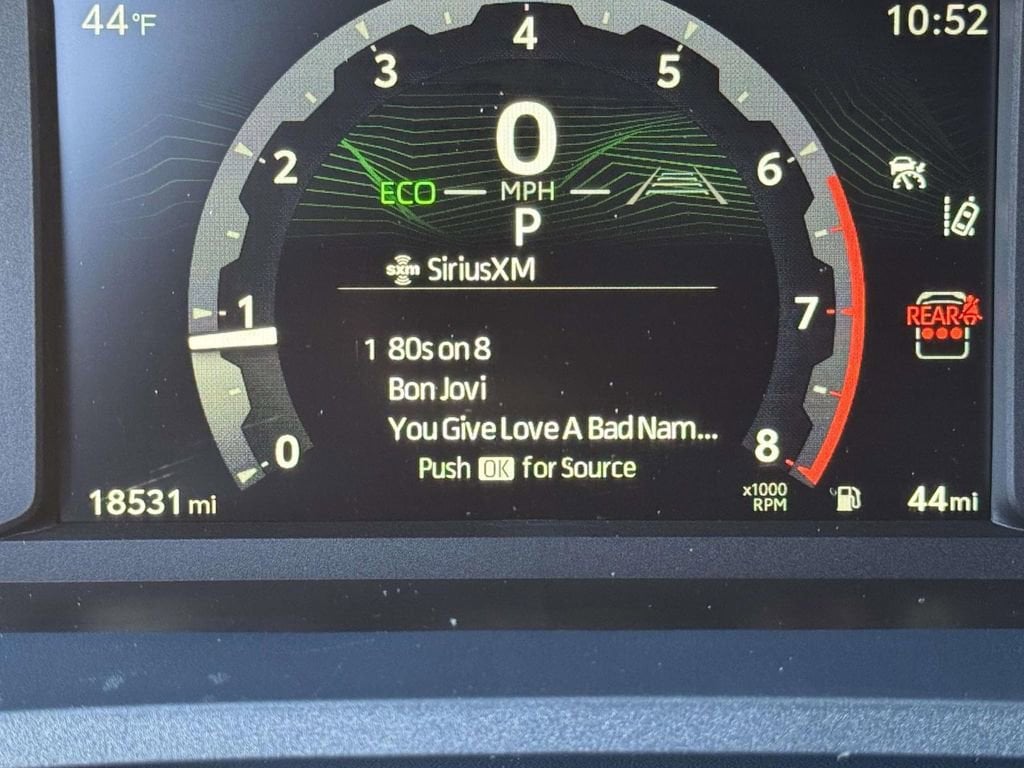 44°F
10:52
4
3
5
0
2
6
ECO
MPH
P
sxm SiriusXM
1
7
REAR
1 80s on 8
Bon Jovi
You Give Love A Bad Nam...
0
8
Push OK for Source
x1000
RPM
18531 mi
44mi